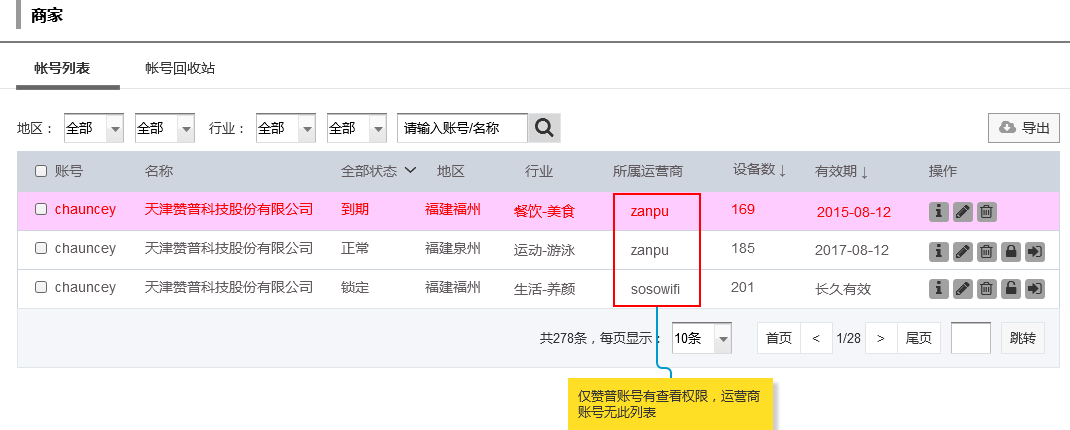 商家
帐号列表 帐号回收站
地区： 全部 全部 行业： 全部 全部 请输入账号/名称 导出
账号 名称 全部状态 地区 行业 所属运营商 设备数↓ 有效期↓ 操作
chauncey 天津赞普科技股份有限公司 到期 福建福州 餐饮-美食 zanpu 169 2015-08-12
chauncey 天津赞普科技股份有限公司 正常 福建泉州 运动-游泳 zanpu 185 2017-08-12
chauncey 天津赞普科技股份有限公司 锁定 福建福州 生活-养颜 sosowifi 201 长久有效
共278条，每页显示： 10条 首页 < 1/28 > 尾页 跳转
仅赞普账号有查看权限，运营商
账号无此列表